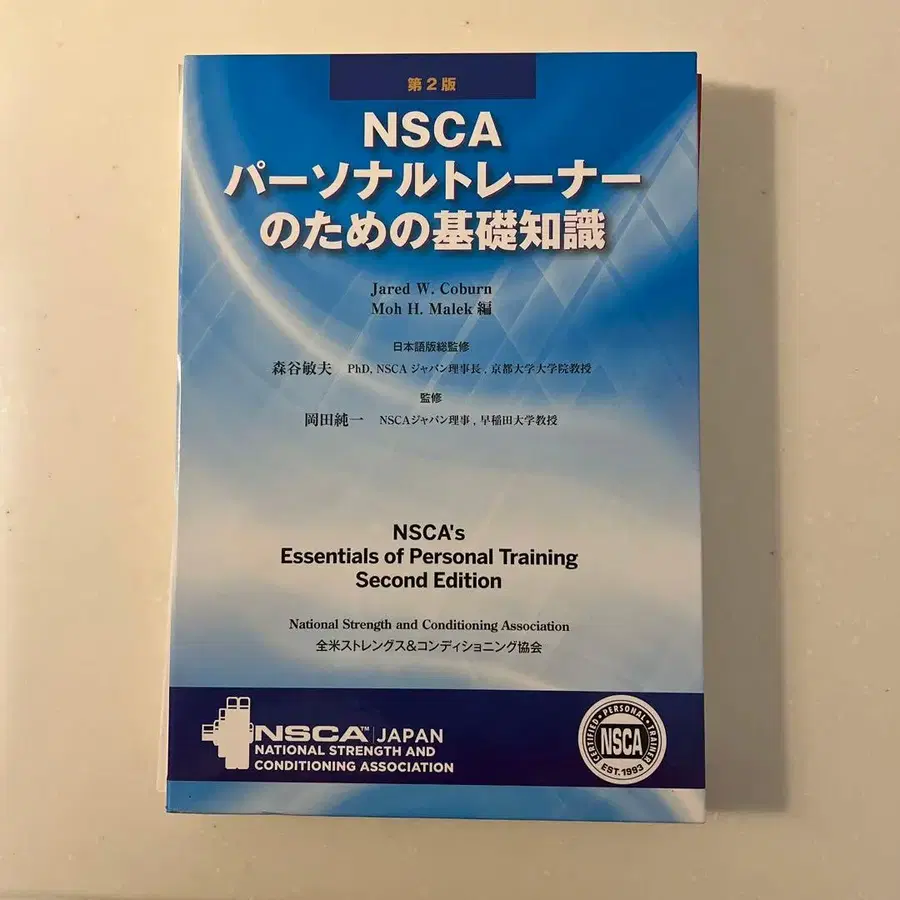 第2版
NSCA
パーソナルトレーナー
のための基礎知識
Jared W. Coburn
Moh H. Malek 編
日本語版総監修
森谷敏夫 PhD, NSCA ジャパン理事長, 京都大学大学院教授
監修
岡田純一 NSCAジャパン理事, 早稲田大学教授
NSCA's
Essentials of Personal Training
Second Edition
National Strength and Conditioning Association
全米ストレングス&コンディショニング協会
NSCA™ JAPAN
NATIONAL STRENGTH AND
CONDITIONING ASSOCIATION
CERTIFIED • PERSONAL • TRAINER
NSCA
EST. 1993